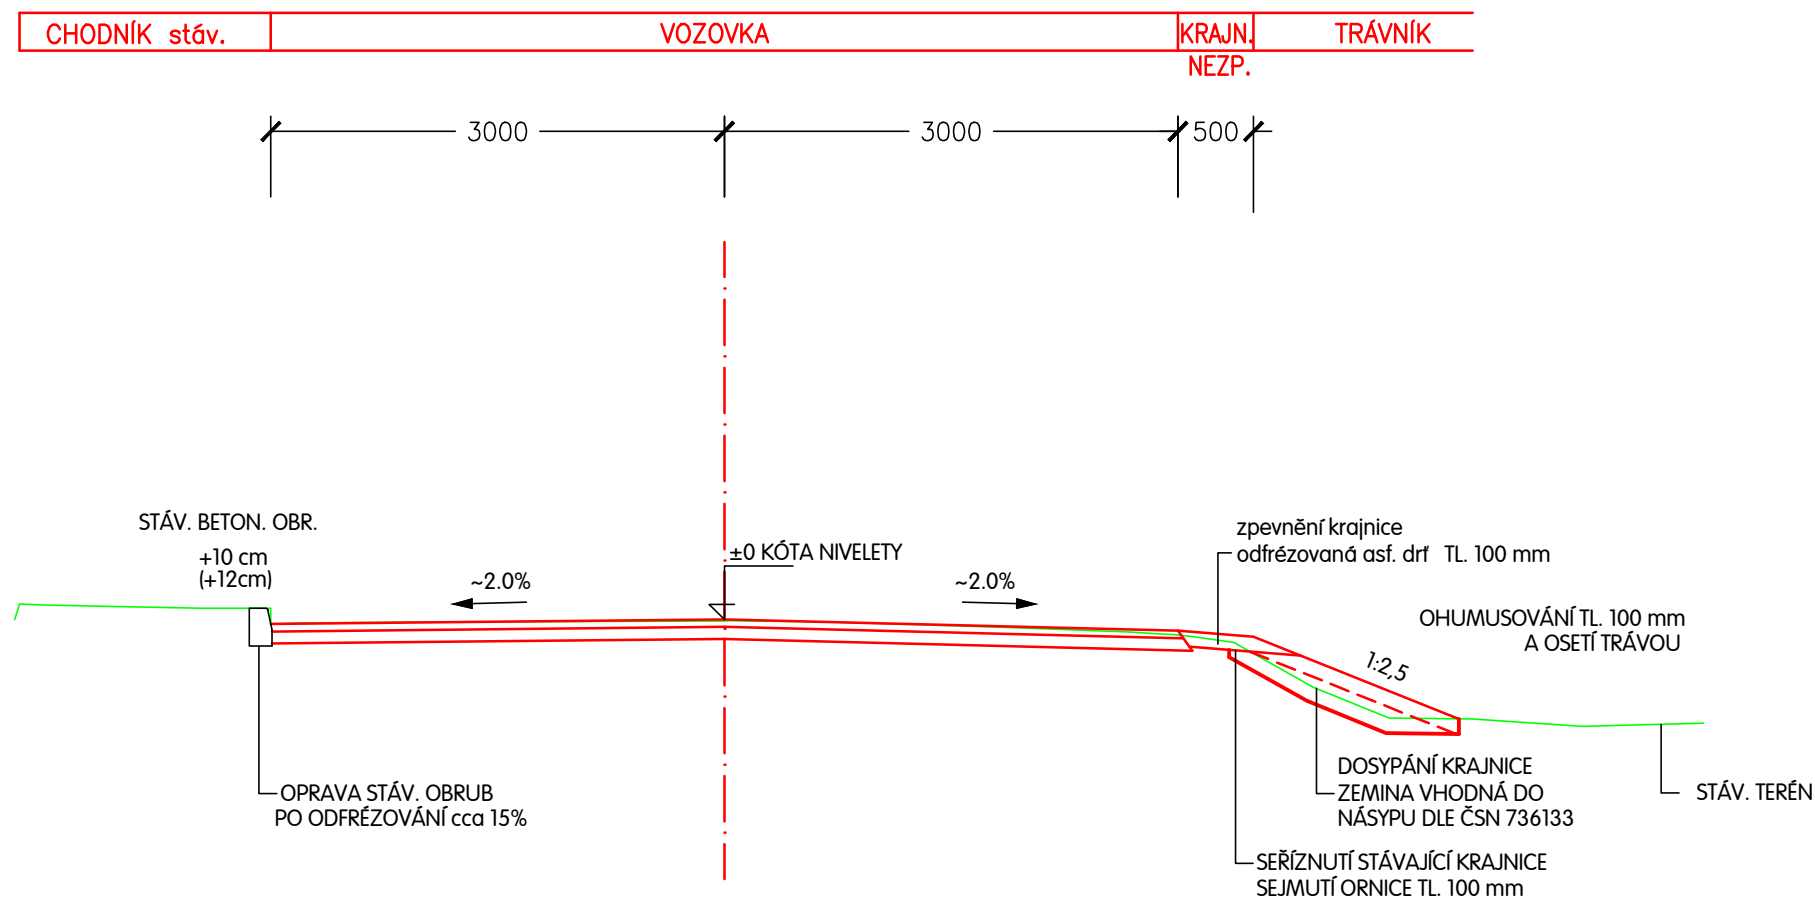 CHODNÍK stáv.
VOZOVKA
KRAJN.
NEZP.
TRÁVNÍK
3000
3000
500
STÁV. BETON. OBR.
+10 cm
(+12cm)
~2.0%
±0 KÓTA NIVELETY
~2.0%
zpevnění krajnice
odfrézovaná asf. drť TL. 100 mm
OHUMUSOVÁNÍ TL. 100 mm
A OSETÍ TRÁVOU
1:2,5
OPRAVA STÁV. OBRUB
PO ODFRÉZOVÁNÍ cca 15%
DOSYPÁNÍ KRAJNICE
ZEMINA VHODNÁ DO
NÁSYPU DLE ČSN 736133
STÁV. TERÉN
SEŘÍZNUTÍ STÁVAJÍCÍ KRAJNICE
SEJMUTÍ ORNICE TL. 100 mm